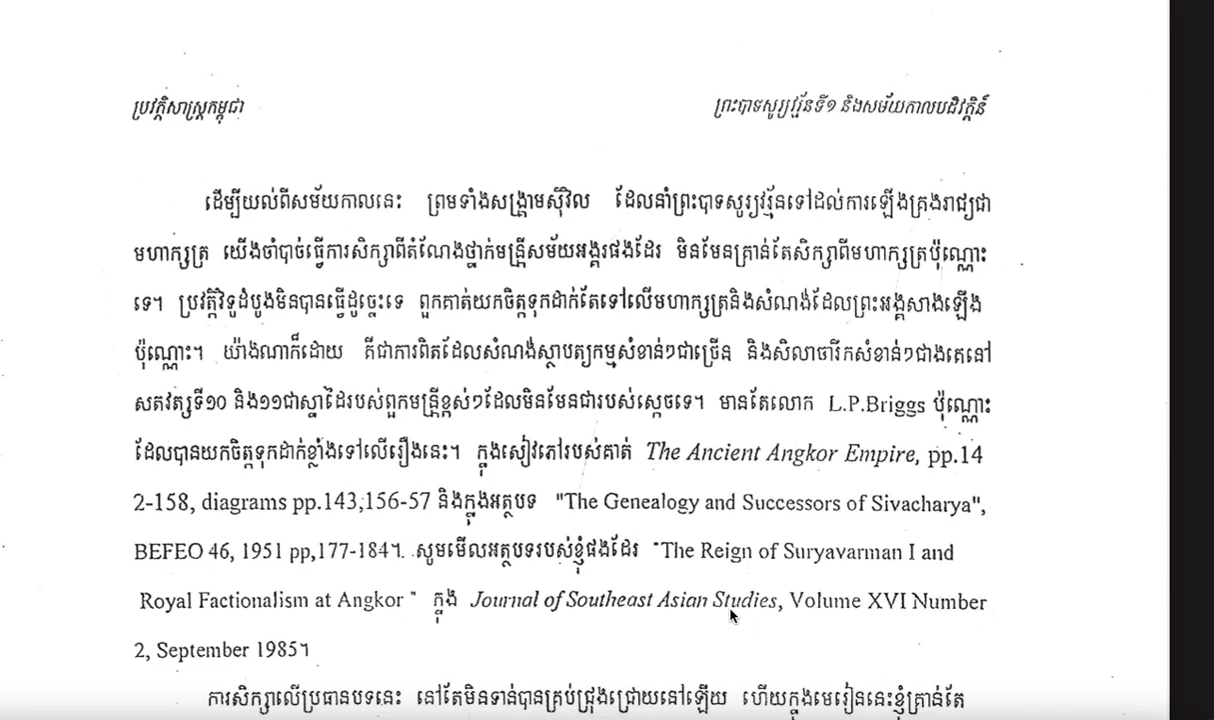 ប្រវត្តិសាស្ត្រកម្ពុជា
ព្រះបាទសូរ្យវរ្ម័នទី១ និងសម័យកាលបដិវត្តិន៍
ដើម្បីយល់ពីសម័យកាលនេះ ព្រមទាំងសង្គ្រាមស៊ីវិល ដែលនាំព្រះបាទសូរ្យវរ្ម័នទៅដល់ការឡើងគ្រងរាជ្យជា
មហាក្សត្រ យើងចាំបាច់ធ្វើការសិក្សាពីតំណែងថ្នាក់មន្ត្រីសម័យអង្គរផងដែរ មិនមែនគ្រាន់តែសិក្សាពីមហាក្សត្រប៉ុណ្ណោះ
ទេ។ ប្រវត្តិវិទូដំបូងមិនបានធ្វើដូច្នេះទេ ពួកគាត់យកចិត្តទុកដាក់តែទៅលើមហាក្សត្រនិងសំណង់ដែលព្រះអង្គសាងឡើង
ប៉ុណ្ណោះ។ យ៉ាងណាក៏ដោយ គឺជាការពិតដែលសំណង់ស្ថាបត្យកម្មសំខាន់ៗជាច្រើន និងសិលាចារឹកសំខាន់ៗជាងគេនៅ
សតវត្សទី១០ និង១១ជាស្នាដៃរបស់ពួកមន្ត្រីខ្ពស់ៗដែលមិនមែនជារបស់ស្តេចទេ។ មានតែលោក L.P.Briggs ប៉ុណ្ណោះ
ដែលបានយកចិត្តទុកដាក់ខ្លាំងទៅលើរឿងនេះ។ ក្នុងសៀវភៅរបស់គាត់ The Ancient Angkor Empire, pp.14
2-158, diagrams pp.143;156-57 និងក្នុងអត្ថបទ "The Genealogy and Successors of Sivacharya",
BEFEO 46, 1951 pp,177-184។. សូមមើលអត្ថបទរបស់ខ្ញុំផងដែរ "The Reign of Suryavarman I and
Royal Factionalism at Angkor " ក្នុង Journal of Southeast Asian Studies, Volume XVI Number
2, September 1985។
ការសិក្សាលើប្រធានបទនេះ នៅតែមិនទាន់បានគ្រប់ជ្រុងជ្រោយនៅឡើយ ហើយក្នុងមេរៀននេះខ្ញុំគ្រាន់តែ